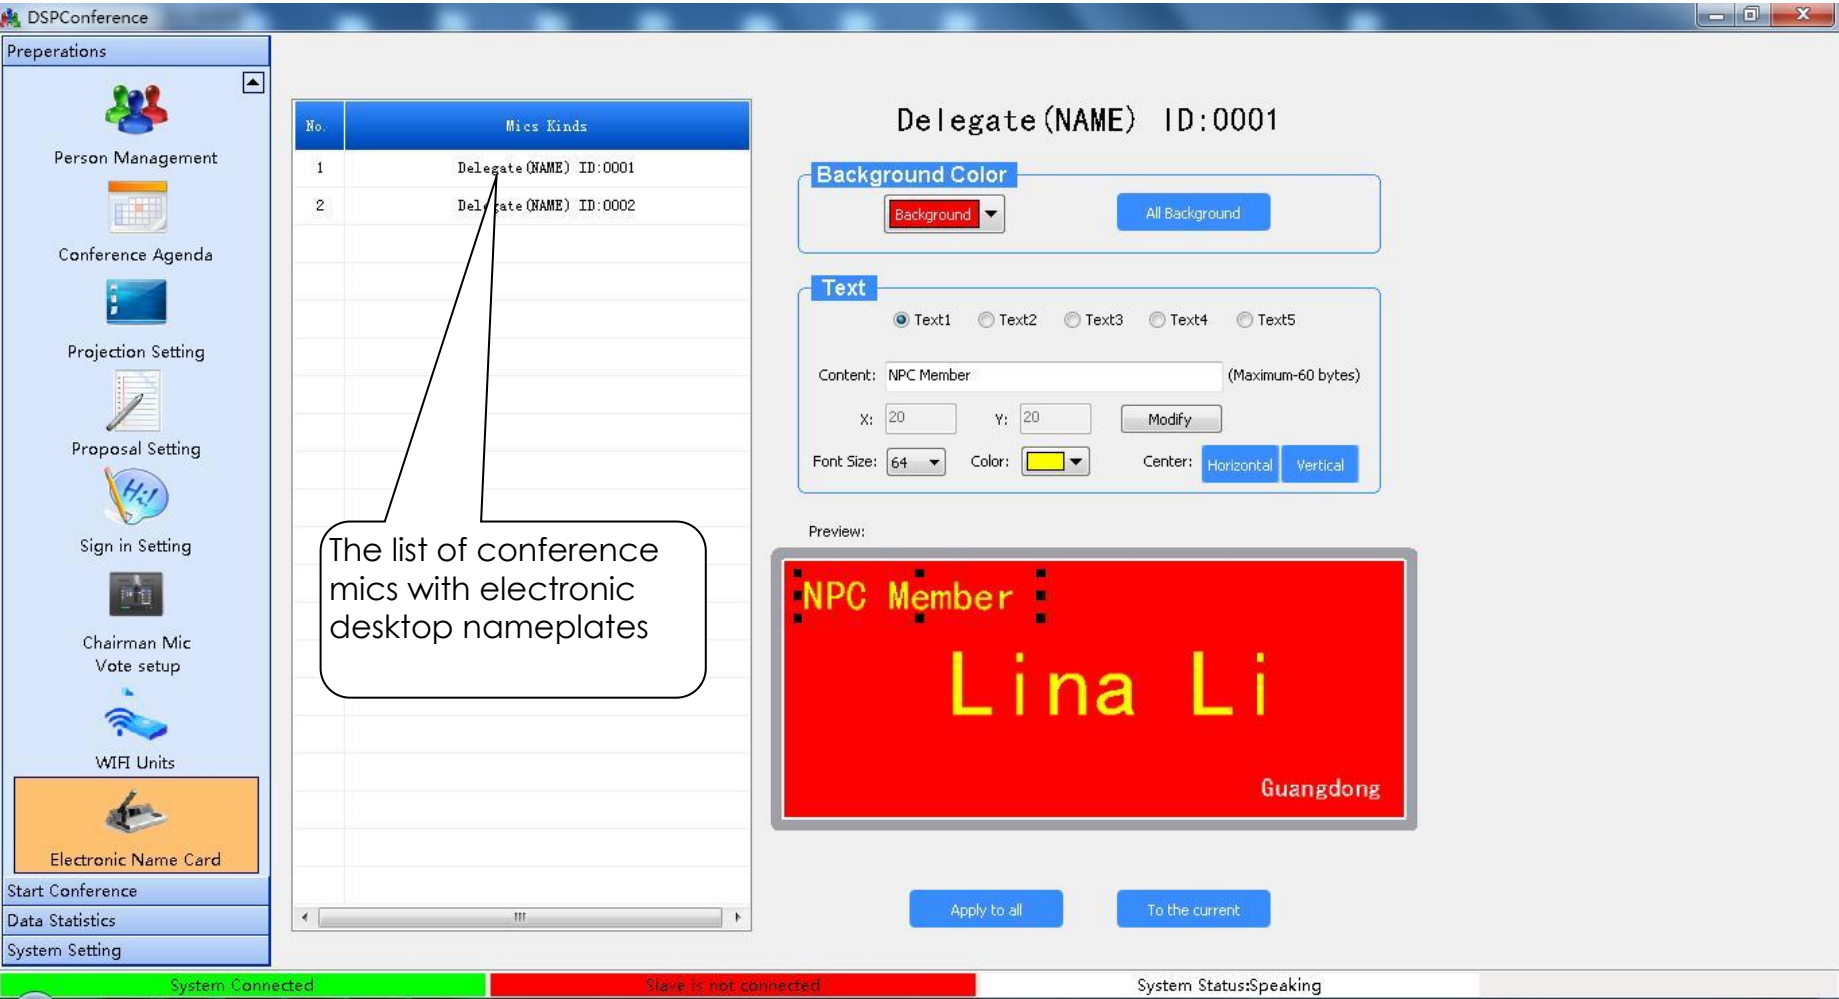 DSPConference
Preperations
Person Management
Conference Agenda
Projection Setting
Proposal Setting
Hi!
Sign in Setting
Chairman Mic
Vote setup
WIFI Units
Electronic Name Card
Start Conference
Data Statistics
System Setting
No. Mics Kinds
1 Delegate(NAME) ID:0001
2 Delegate(NAME) ID:0002
The list of conference
mics with electronic
desktop nameplates
Delegate(NAME) ID:0001
Background Color
Background All Background
Text
Text1 Text2 Text3 Text4 Text5
Content: NPC Member (Maximum-60 bytes)
X: 20 Y: 20 Modify
Font Size: 64 Color: Center: Horizontal Vertical
Preview:
NPC Member
Lina Li
Guangdong
Apply to all To the current
System Connected Slave is not connected System Status:Speaking